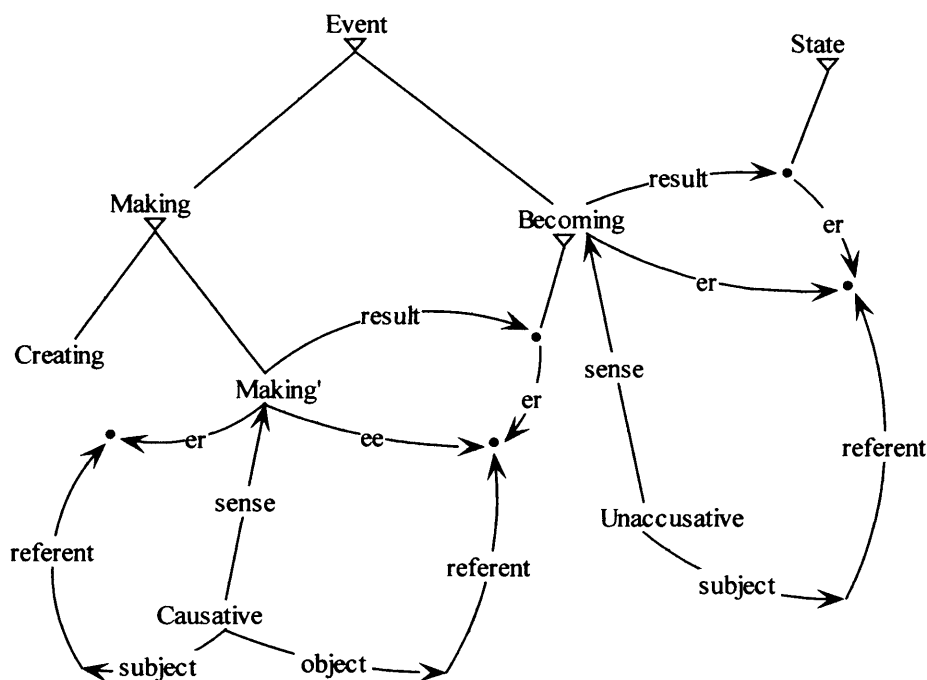 Event
State
result
Making
Becoming
er
er
result
Creating
sense
Making'
er
er
ee
referent
sense
Unaccusative
referent
referent
subject
Causative
subject
object